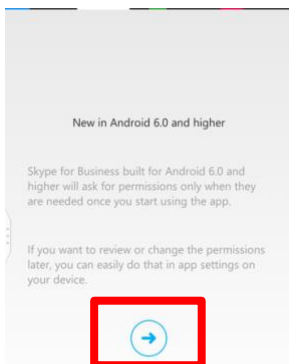 New in Android 6.0 and higher
Skype for Business built for Android 6.0 and
higher will ask for permissions only when they
are needed once you start using the app.
If you want to review or change the permissions
later, you can easily do that in app settings on
your device.